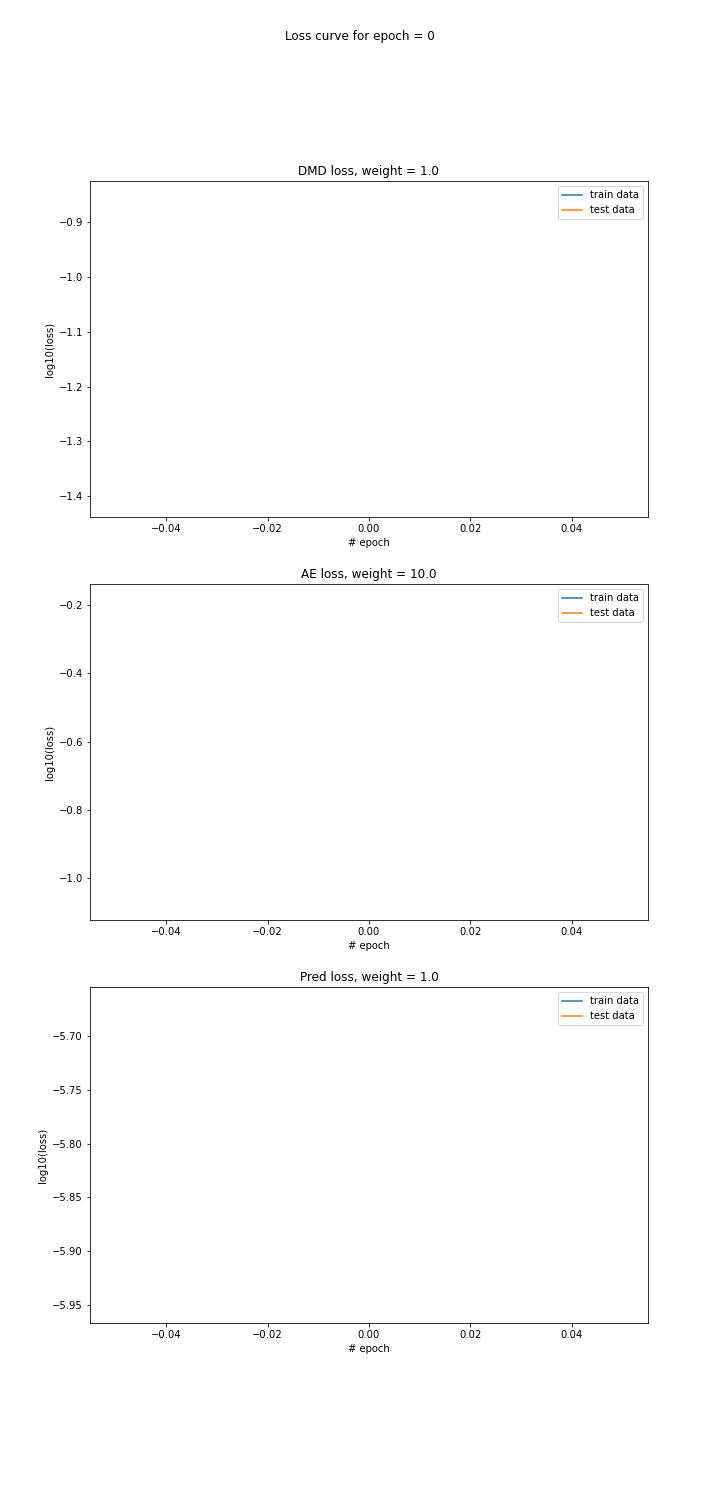 Loss curve for epoch = 0
DMD loss, weight = 1.0
train data
test data
−0.9
−1.0
−1.1
−1.2
−1.3
−1.4
log10(loss)
−0.04
−0.02
0.00
0.02
0.04
# epoch
AE loss, weight = 10.0
train data
test data
−0.2
−0.4
−0.6
−0.8
−1.0
log10(loss)
−0.04
−0.02
0.00
0.02
0.04
# epoch
Pred loss, weight = 1.0
train data
test data
−5.70
−5.75
−5.80
−5.85
−5.90
−5.95
log10(loss)
−0.04
−0.02
0.00
0.02
0.04
# epoch